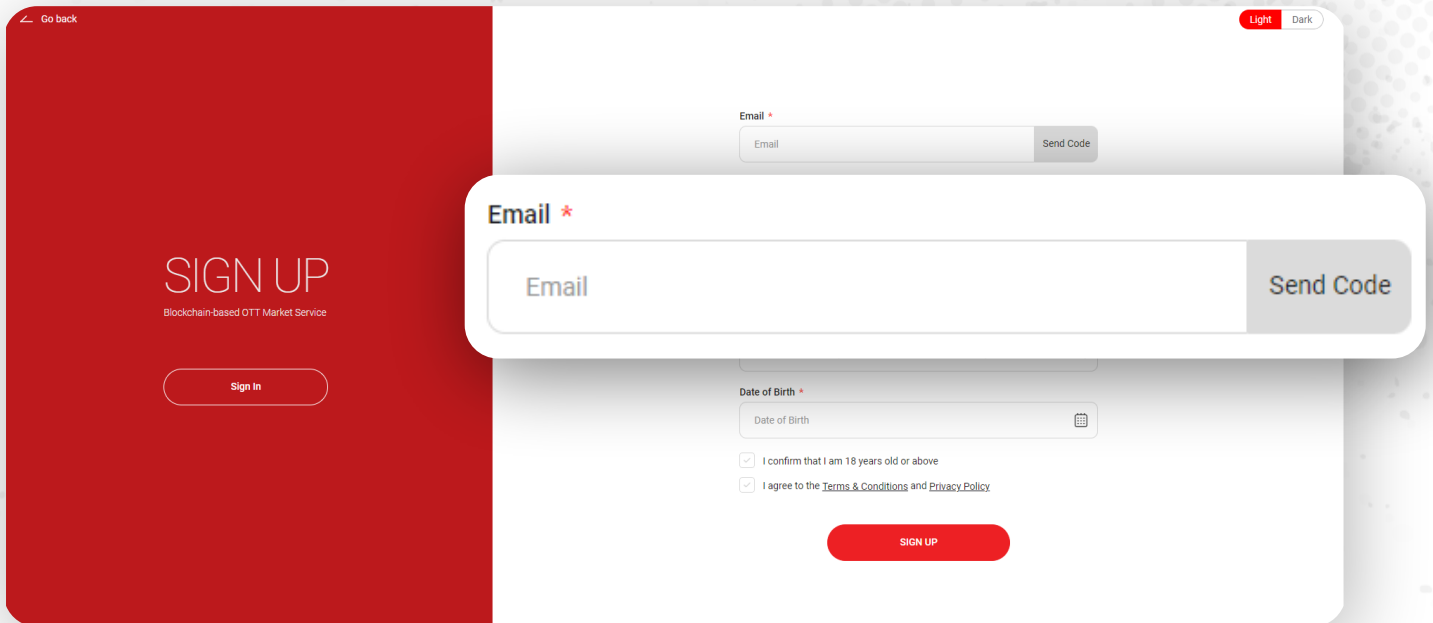 Go back
Light Dark
SIGN UP
Blockchain-based OTT Market Service
Sign In
Email *
Email Send Code
Email *
Email Send Code
Date of Birth *
Date of Birth
I confirm that I am 18 years old or above
I agree to the Terms & Conditions and Privacy Policy
SIGN UP